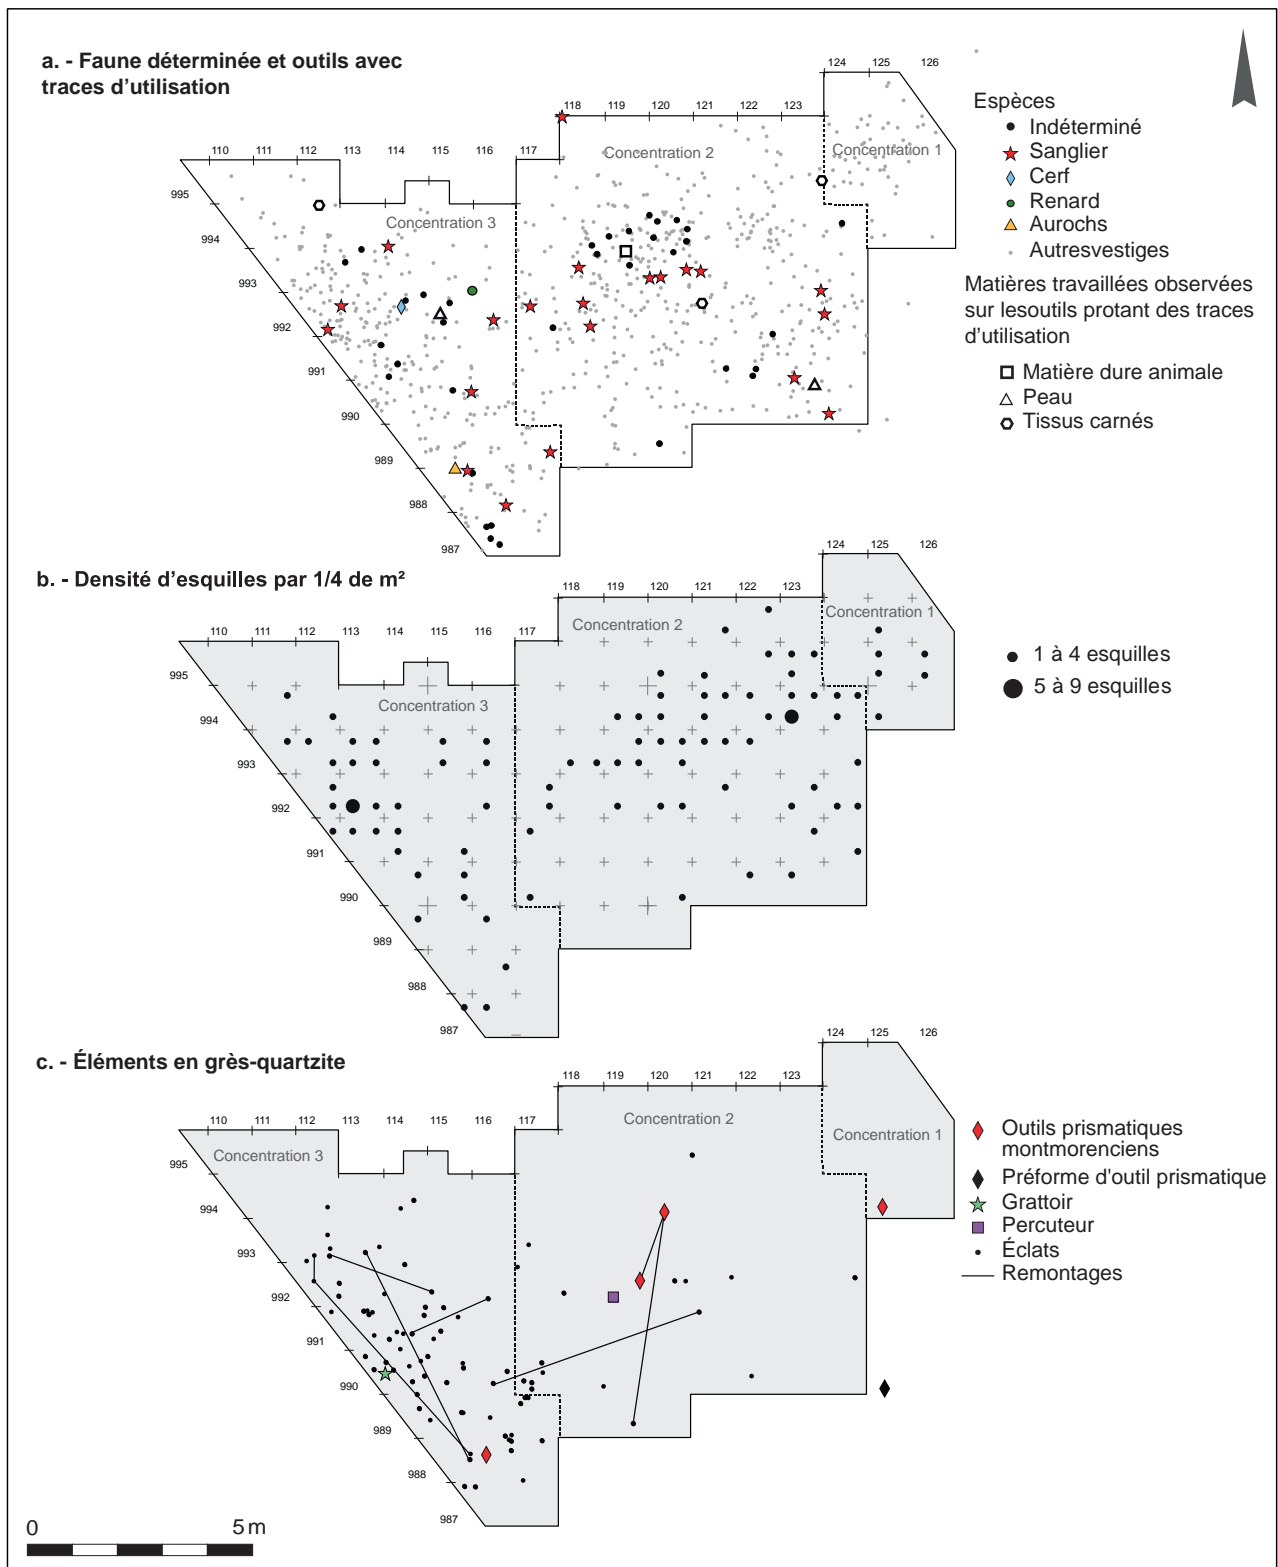 a. - Faune déterminée et outils avec
traces d'utilisation
124 125 126
118 119 120 121 122 123
110 111 112 113 114 115 116 117
Concentration 2
Concentration 1
Concentration 3
995
994
993
992
991
990
989
988
987
Espèces
Indéterminé
Sanglier
Cerf
Renard
Aurochs
Autresvestiges
Matières travaillées observées
sur lesoutils protant des traces
d'utilisation
Matière dure animale
Peau
Tissus carnés
b. - Densité d'esquilles par 1/4 de m²
124 125 126
118 119 120 121 122 123
110 111 112 113 114 115 116 117
Concentration 1
Concentration 2
Concentration 3
995
994
993
992
991
990
989
988
987
1 à 4 esquilles
5 à 9 esquilles
c. - Éléments en grès-quartzite
124 125 126
118 119 120 121 122 123
110 111 112 113 114 115 116 117
Concentration 2
Concentration 1
Concentration 3
995
994
993
992
991
990
989
988
987
Outils prismatiques
montmorenciens
Préforme d'outil prismatique
Grattoir
Percuteur
Éclats
Remontages
0 5 m